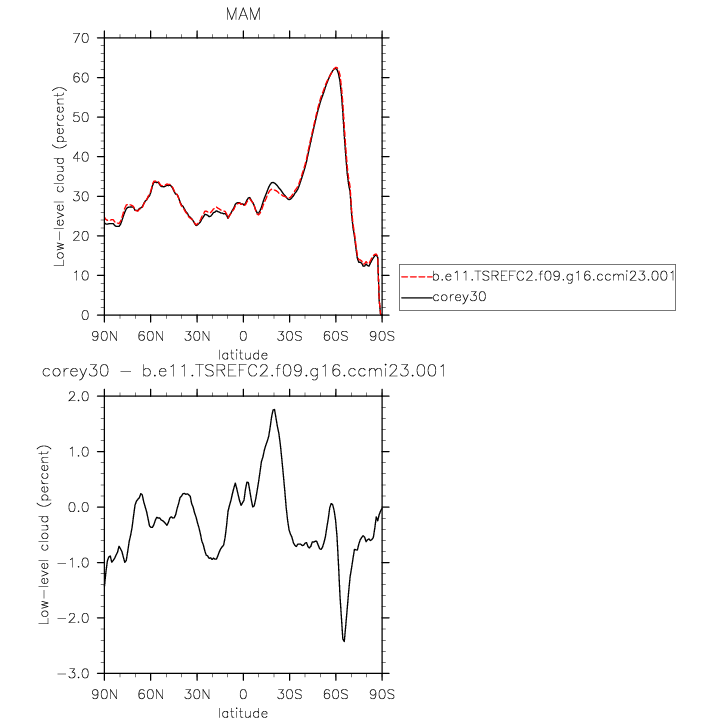 MAM
70
60
50
40
30
20
10
0
Low-level cloud (percent)
90N 60N 30N 0 30S 60S 90S
latitude
b.e11.TSREFC2.f09.g16.ccmi23.001
corey30
corey30 - b.e11.TSREFC2.f09.g16.ccmi23.001
2.0
1.0
0.0
-1.0
-2.0
-3.0
Low-level cloud (percent)
90N 60N 30N 0 30S 60S 90S
latitude